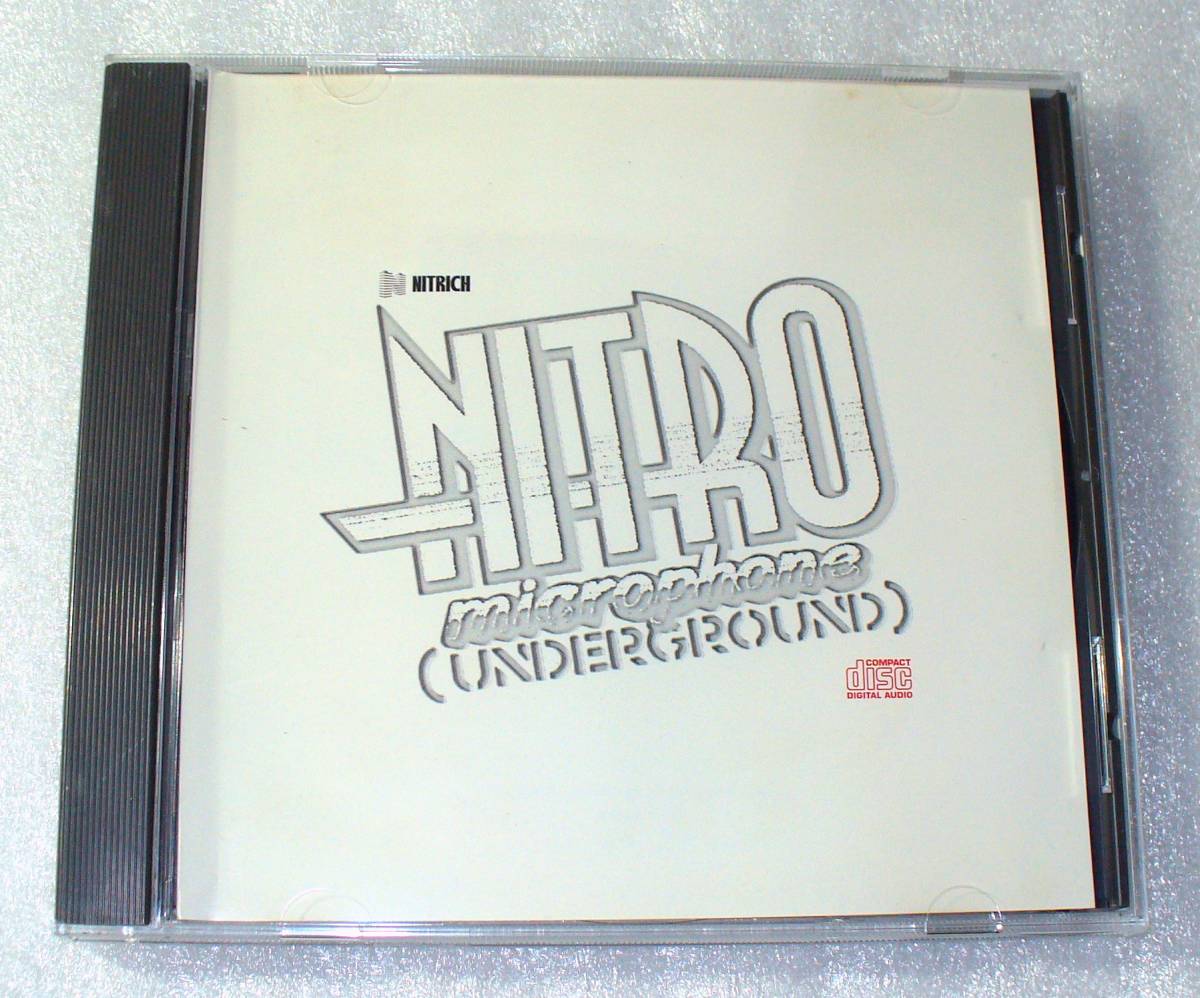 NITRICH
NITRO
microphone
(UNDERGROUND)
COMPACT
disc
DIGITAL AUDIO